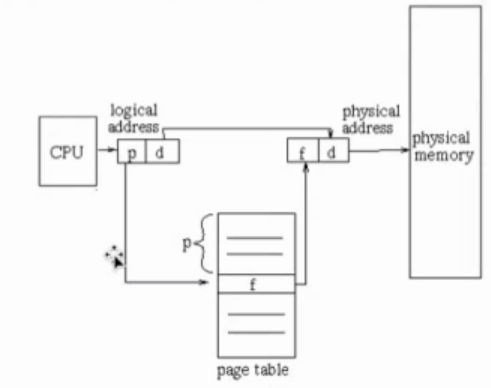 logical
address
physical
address
CPU
p d
f d
physical
memory
p
f
page table